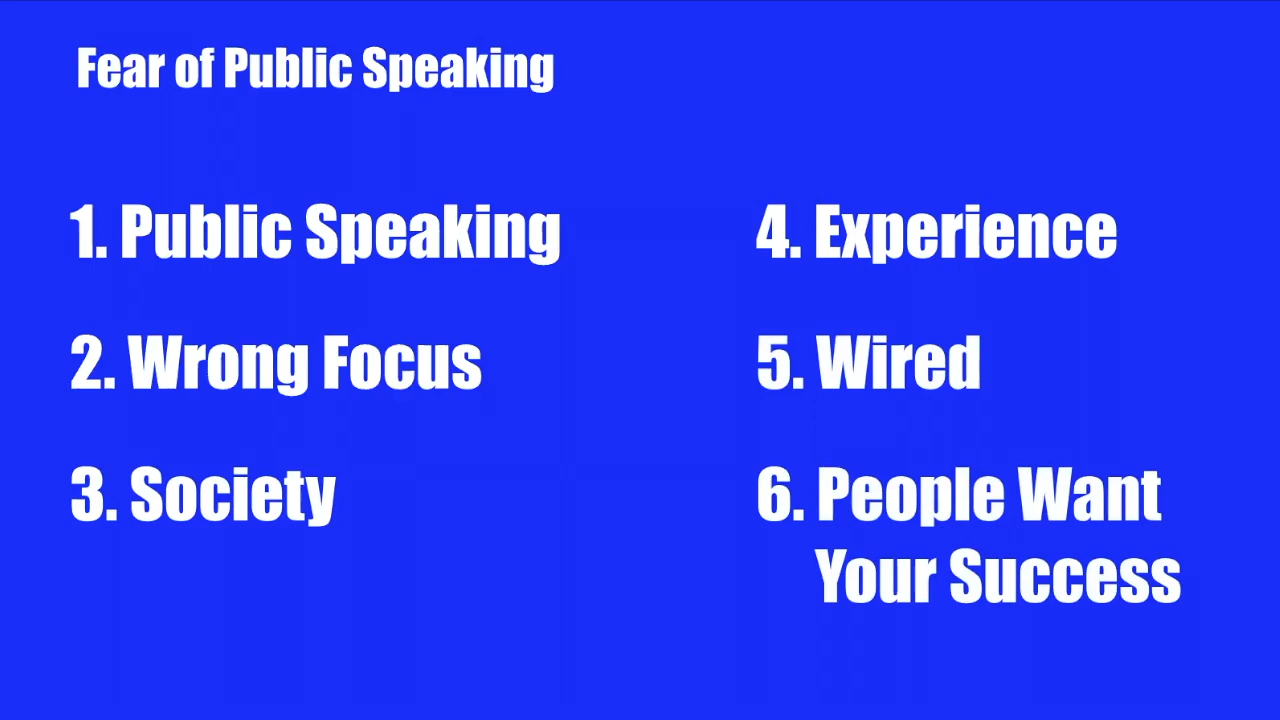 Fear of Public Speaking
1. Public Speaking
2. Wrong Focus
3. Society
4. Experience
5. Wired
6. People Want
Your Success